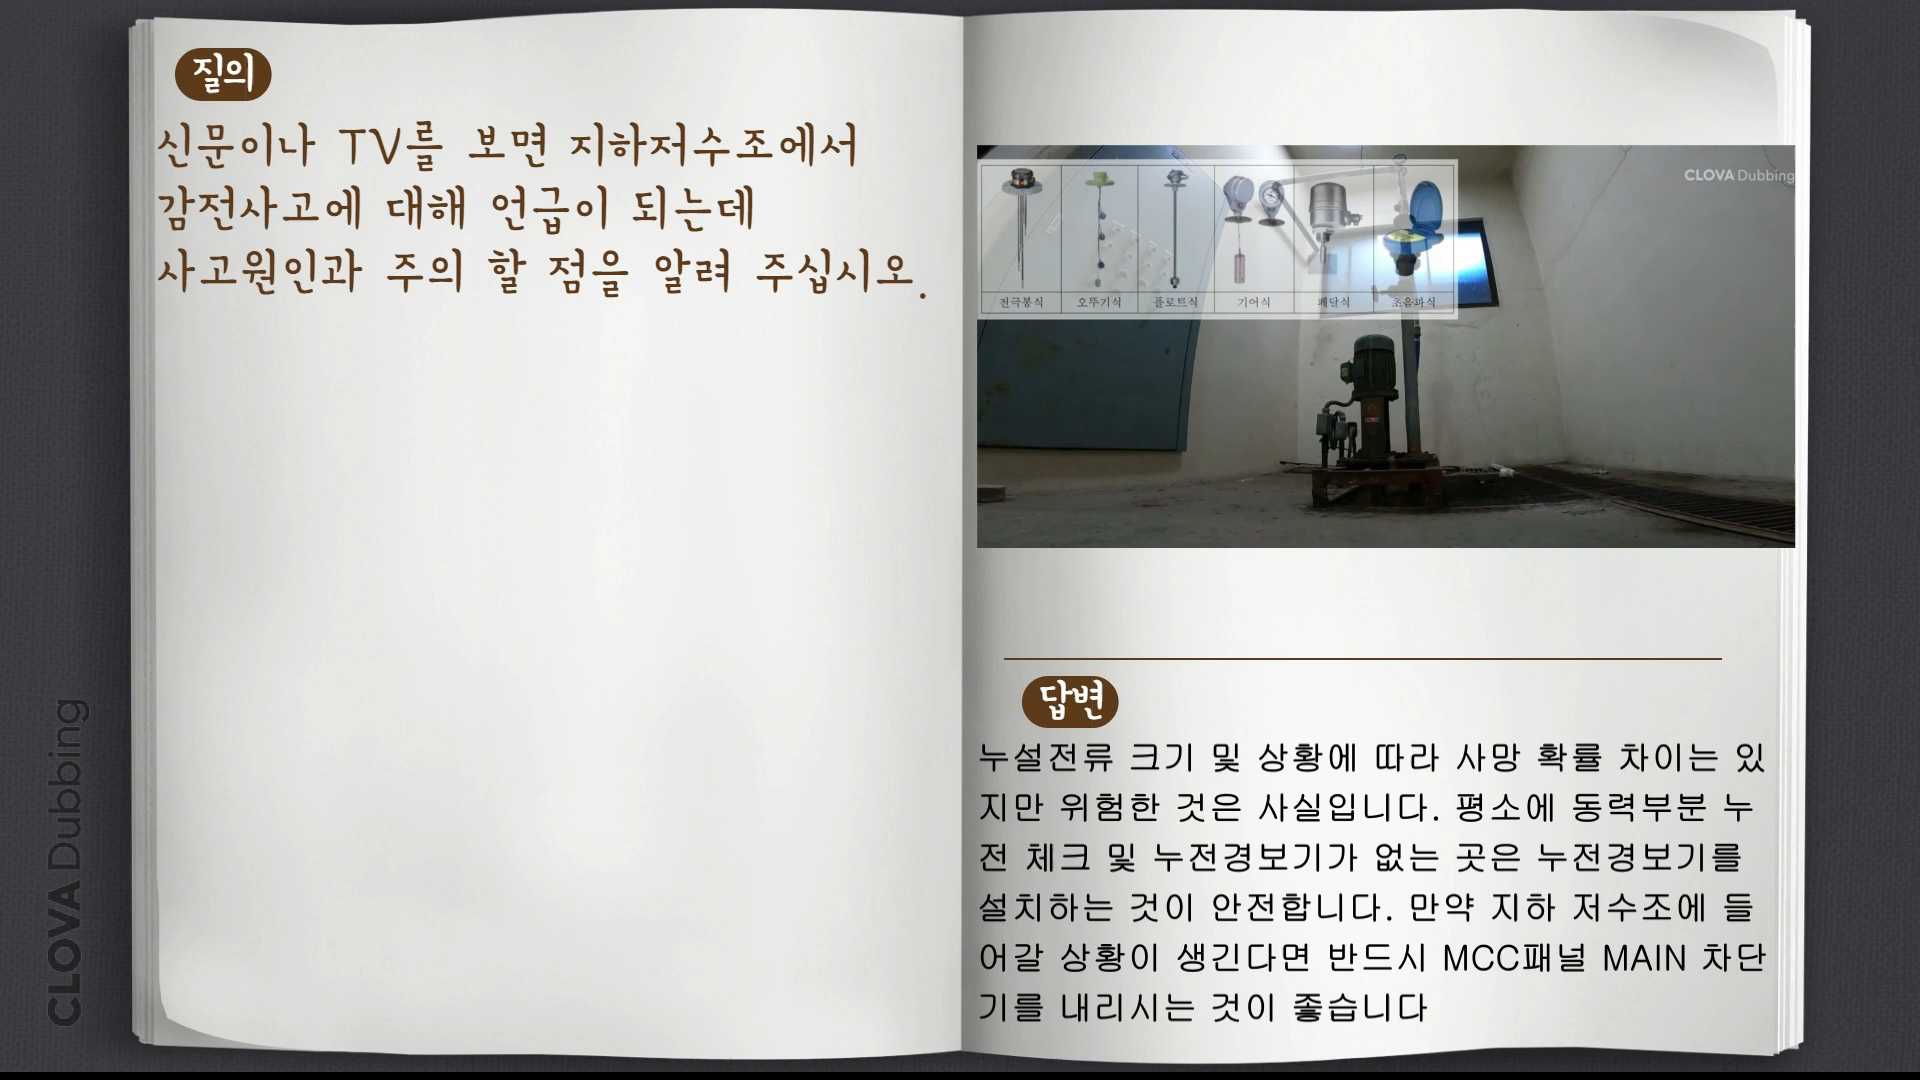 질의
신문이나 TV를 보면 지하저수조에서
감전사고에 대해 언급이 되는데
사고원인과 주의 할 점을 알려 주십시오.
CLOVA Dubbing
전극봉식 오뚜기식 플로트식 기어식 페달식 초음파식
답변
누설전류 크기 및 상황에 따라 사망 확률 차이는 있
지만 위험한 것은 사실입니다. 평소에 동력부분 누
전 체크 및 누전경보기가 없는 곳은 누전경보기를
설치하는 것이 안전합니다. 만약 지하 저수조에 들
어갈 상황이 생긴다면 반드시 MCC패널 MAIN 차단
기를 내리시는 것이 좋습니다
CLOVA Dubbing